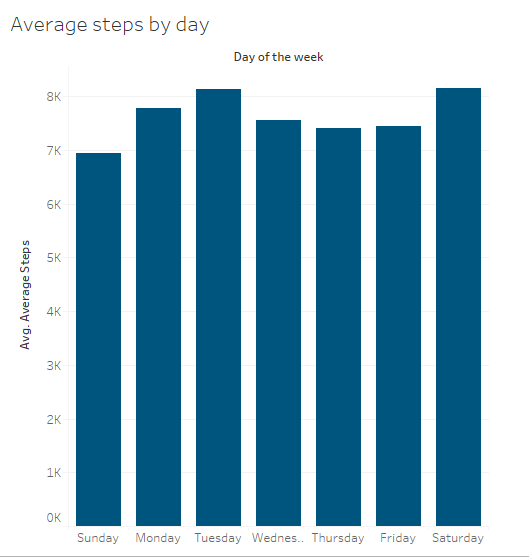 Average steps by day
Day of the week
Avg. Average Steps
8K
7K
6K
5K
4K
3K
2K
1K
0K
Sunday Monday Tuesday Wednes.. Thursday Friday Saturday